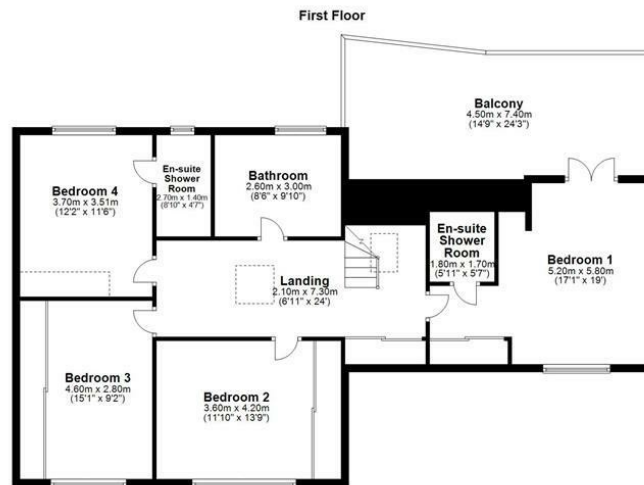 First Floor
Balcony
4.50m x 7.40m
(14'9" x 24'3")
Bedroom 4
3.70m x 3.51m
(12'2" x 11'6")
En-suite
Shower
Room
2.70m x 1.40m
(8'10" x 4'7")
Bathroom
2.60m x 3.00m
(8'6" x 9'10")
En-suite
Shower
Room
1.80m x 1.70m
(5'11" x 5'7")
Bedroom 1
5.20m x 5.80m
(17'1" x 19')
Landing
2.10m x 7.30m
(6'11" x 24')
Bedroom 3
4.60m x 2.80m
(15'1" x 9'2")
Bedroom 2
3.60m x 4.20m
(11'10" x 13'9")